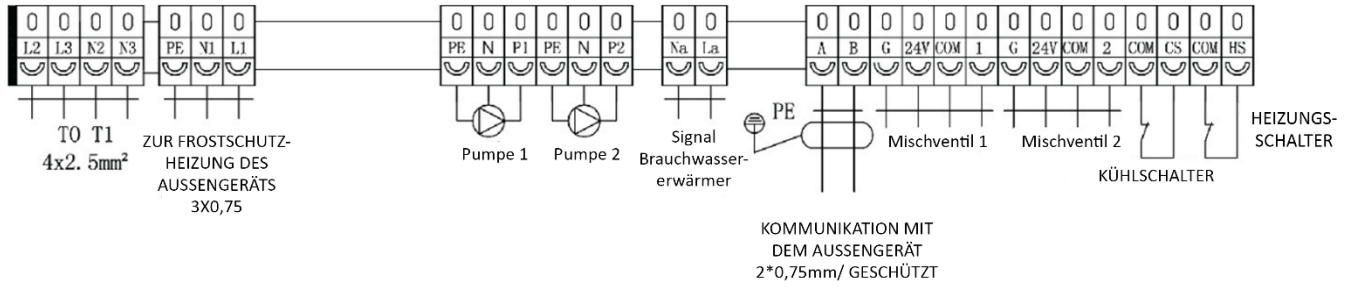 0 0 0 0 0 0 0 0 0 0 0 0 0 0 0 0 0 0 0 0 0 0 0 0 0 0 0 0 0
L2 L3 N2 N3 PE N1 L1 PE N P1 PE N P2 Na La A B G 24V COM 1 G 24V COM 2 COM CS COM HS
TO T1
4x2.5mm²
ZUR FROSTSCHUTZ-
HEIZUNG DES
AUSSENGERÄTS
3X0,75
Pumpe 1
Pumpe 2
Signal
Brauchwasser-
erwärmer
PE
KOMMUNIKATION MIT
DEM AUSSENGERÄT
2*0,75mm/ GESCHÜTZT
Mischventil 1
Mischventil 2
KÜHLSCHALTER
HEIZUNGS-
SCHALTER